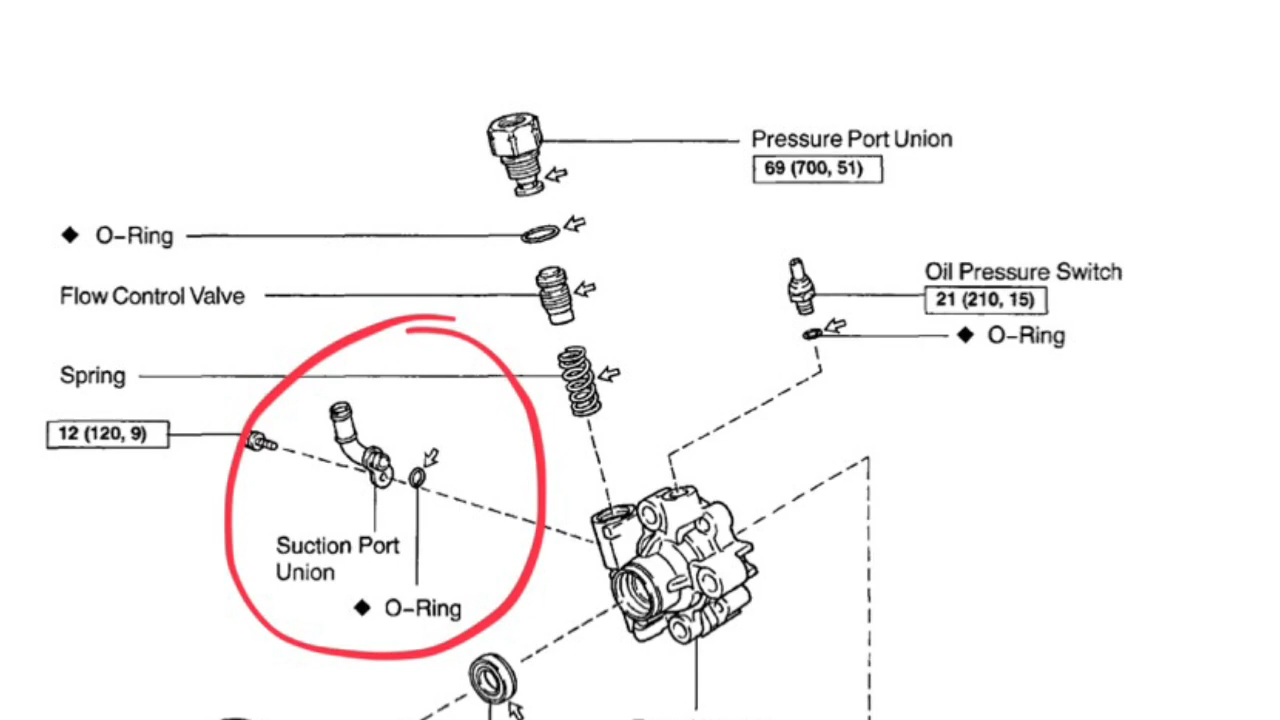 Pressure Port Union
69 (700, 51)
◆ O-Ring
Flow Control Valve
Oil Pressure Switch
21 (210, 15)
◆ O-Ring
Spring
12 (120, 9)
Suction Port
Union
◆ O-Ring